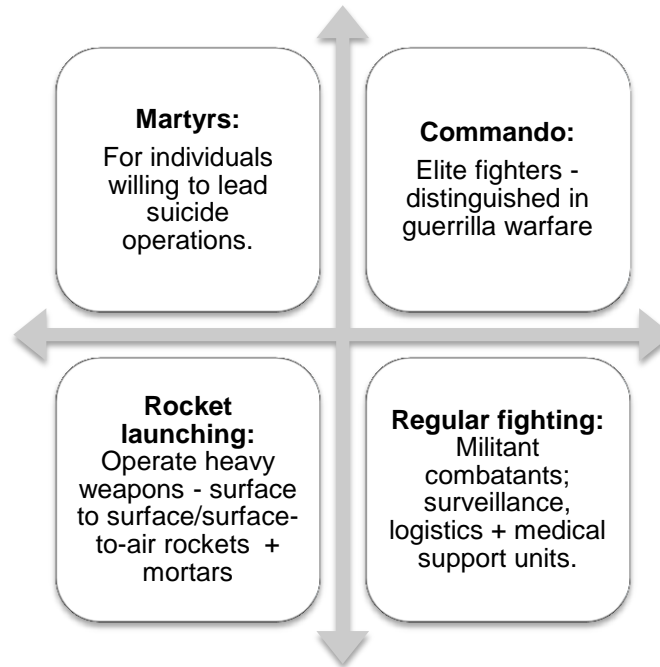 Martyrs:
For individuals
willing to lead
suicide
operations.
Commando:
Elite fighters -
distinguished in
guerrilla warfare
Rocket
launching:
Operate heavy
weapons - surface
to surface/surface-
to-air rockets + 
mortars
Regular fighting:
Militant
combatants;
surveillance,
logistics + medical
support units.